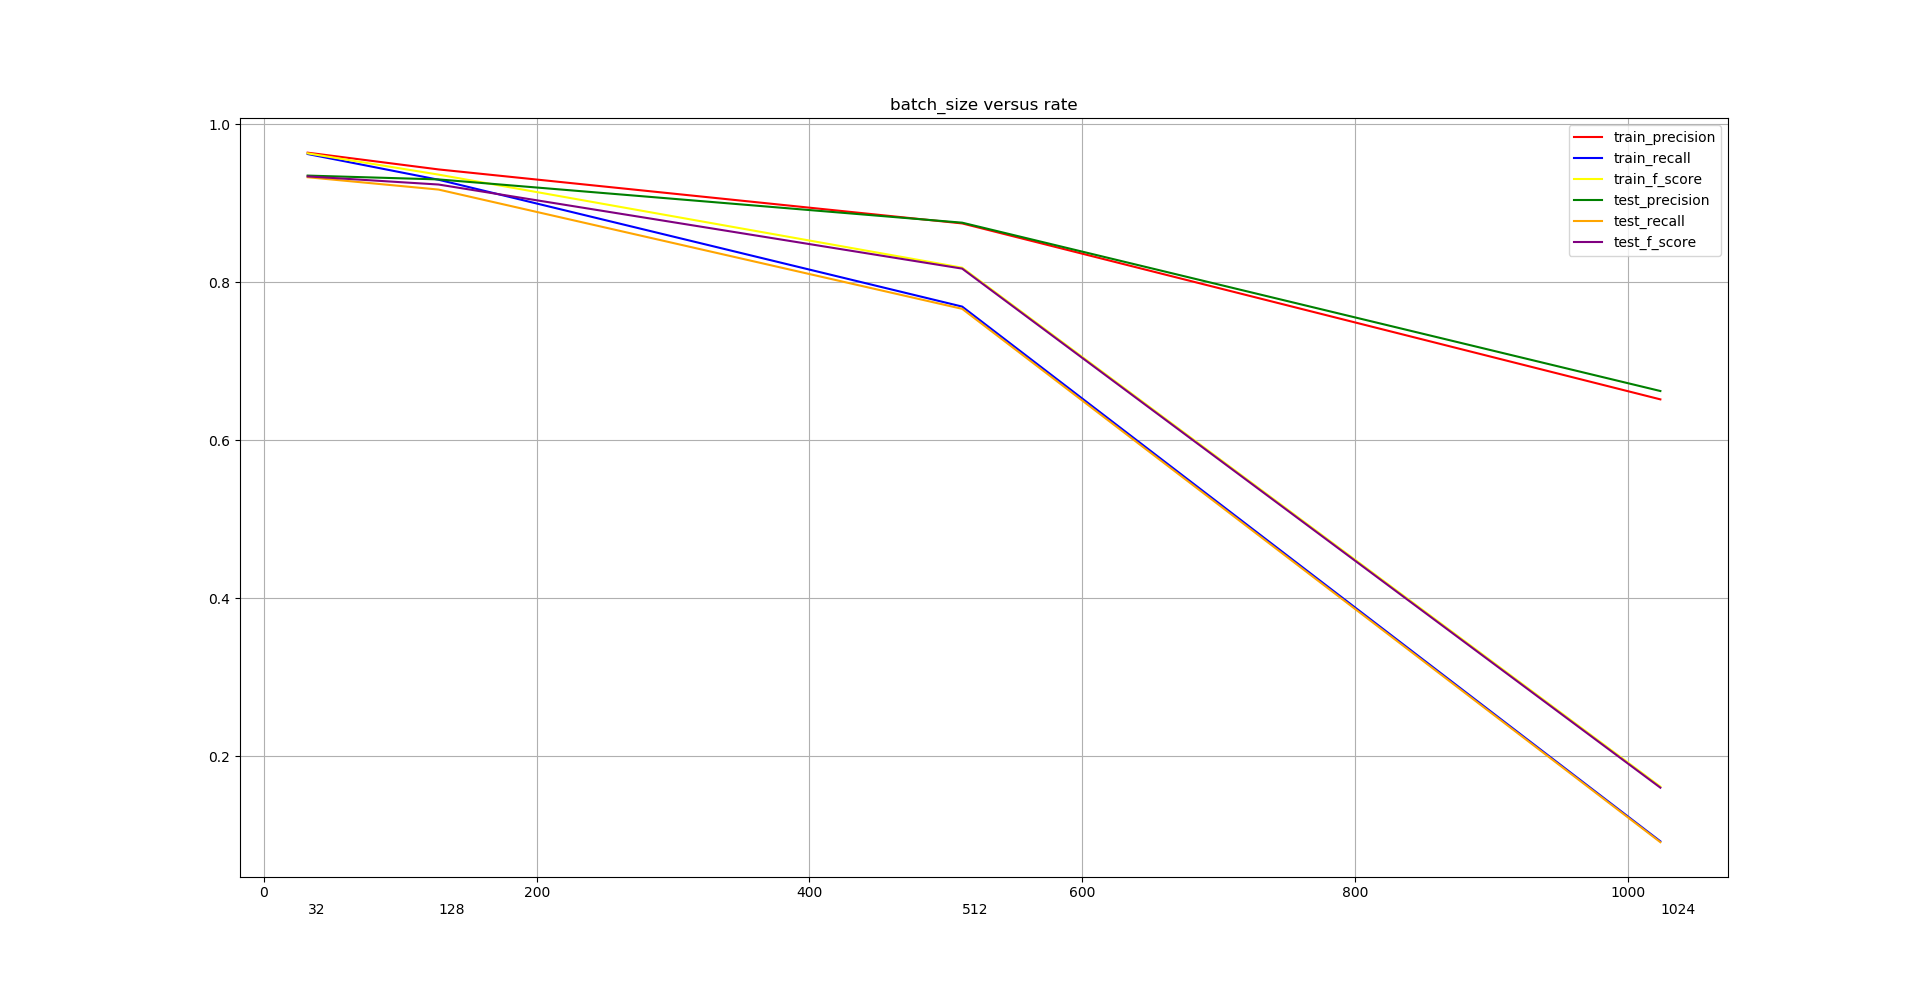 batch_size versus rate
1.0
0.8
0.6
0.4
0.2
train_precision
train_recall
train_f_score
test_precision
test_recall
test_f_score
0 200 400 600 800 1000
32 128 512 1024